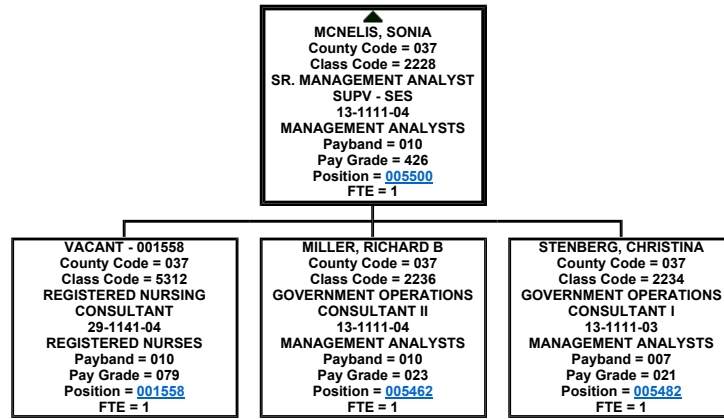 MCNELIS, SONIA
County Code = 037
Class Code = 2228
SR. MANAGEMENT ANALYST
SUPV - SES
13-1111-04
MANAGEMENT ANALYSTS
Payband = 010
Pay Grade = 426
Position = 005500
FTE = 1
VACANT - 001558
County Code = 037
Class Code = 5312
REGISTERED NURSING
CONSULTANT
29-1141-04
REGISTERED NURSES
Payband = 010
Pay Grade = 079
Position = 001558
FTE = 1
MILLER, RICHARD B
County Code = 037
Class Code = 2236
GOVERNMENT OPERATIONS
CONSULTANT II
13-1111-04
MANAGEMENT ANALYSTS
Payband = 010
Pay Grade = 023
Position = 005462
FTE = 1
STENBERG, CHRISTINA
County Code = 037
Class Code = 2234
GOVERNMENT OPERATIONS
CONSULTANT I
13-1111-03
MANAGEMENT ANALYSTS
Payband = 007
Pay Grade = 021
Position = 005482
FTE = 1